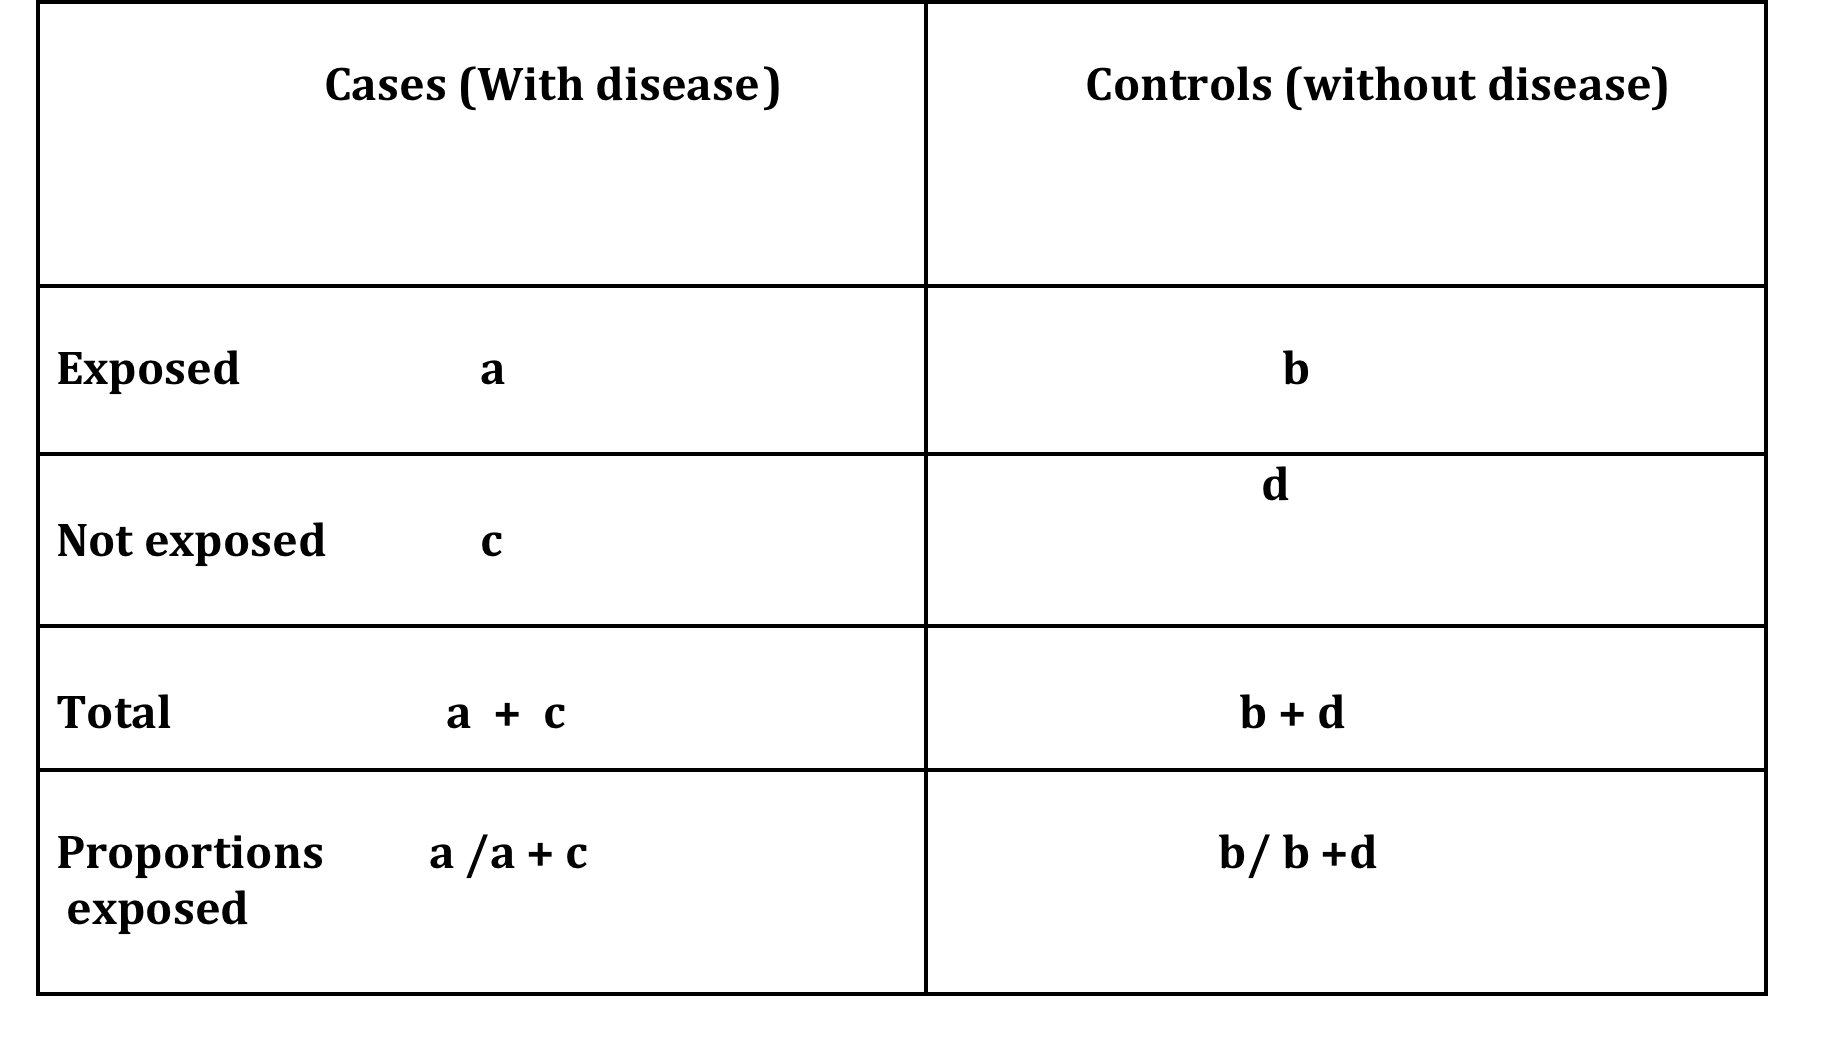 Cases (With disease) Controls (without disease)
Exposed a b
d
Not exposed c
Total a + c b + d
Proportions a /a + c b/ b +d
exposed